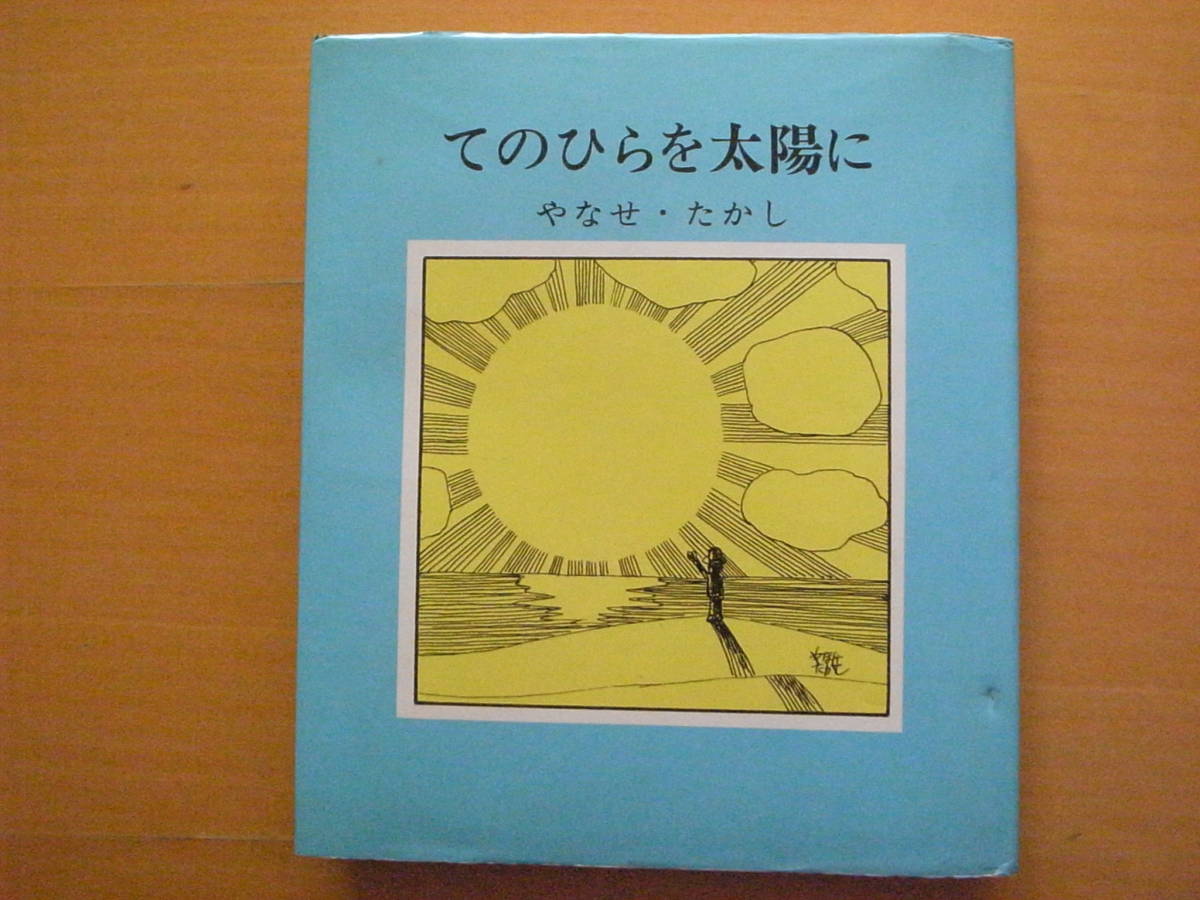 てのひらを太陽に
やなせ・たかし